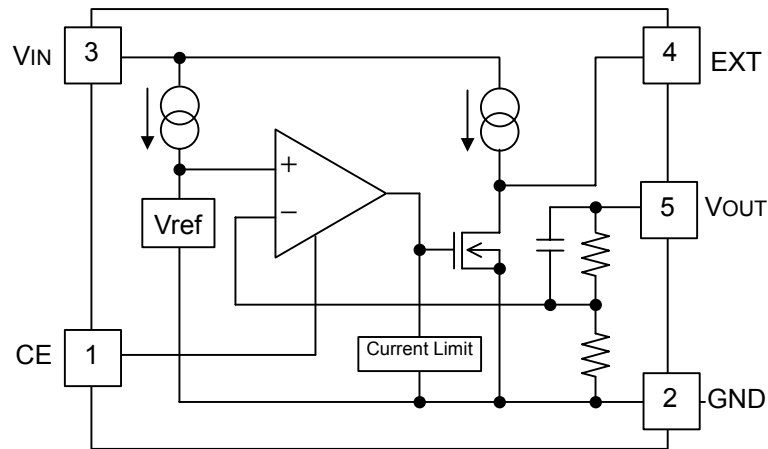 VIN
3
4
EXT
+
−
Vref
5
VOUT
CE
1
Current Limit
2
GND